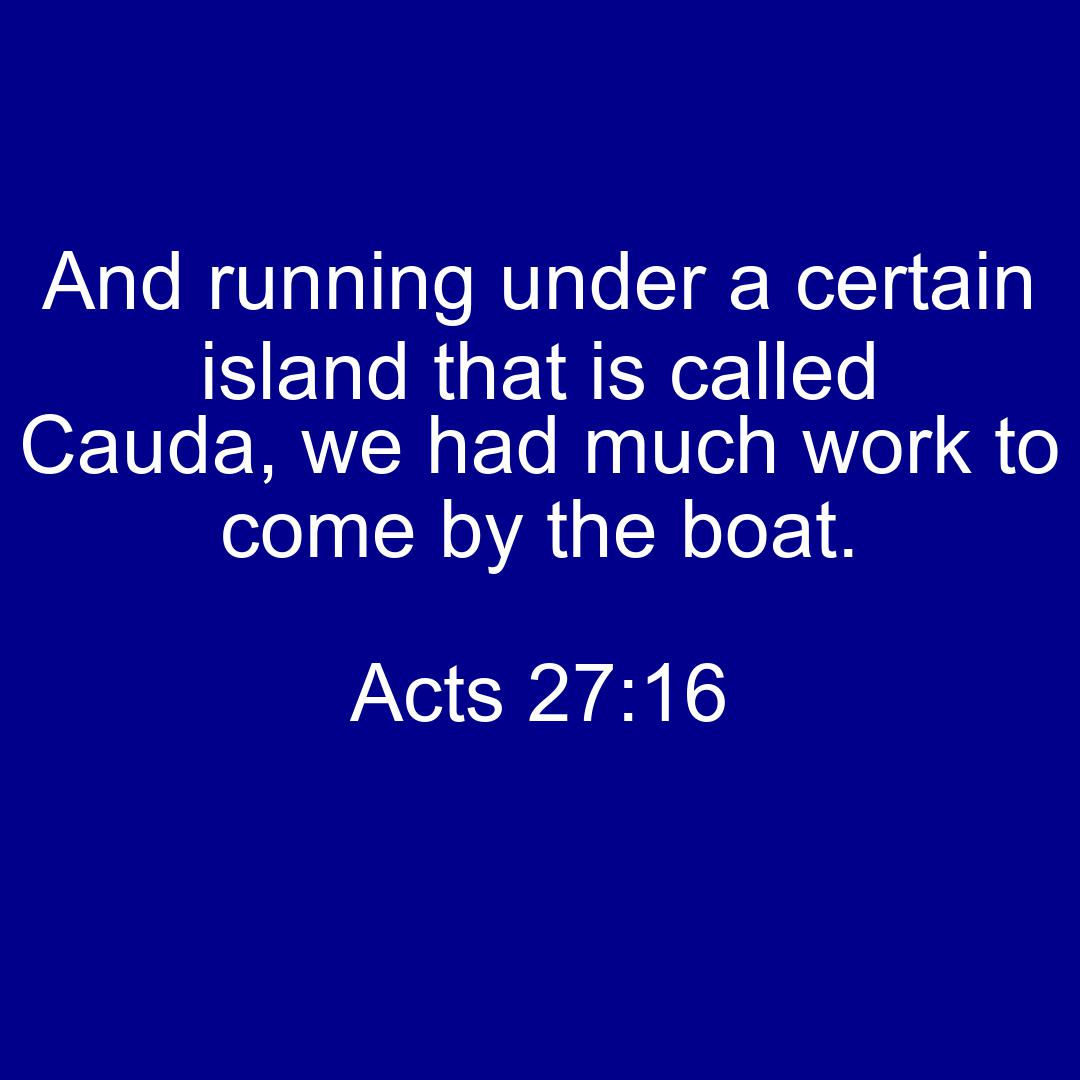 And running under a certain
island that is called
Cauda, we had much work to
come by the boat.
Acts 27:16